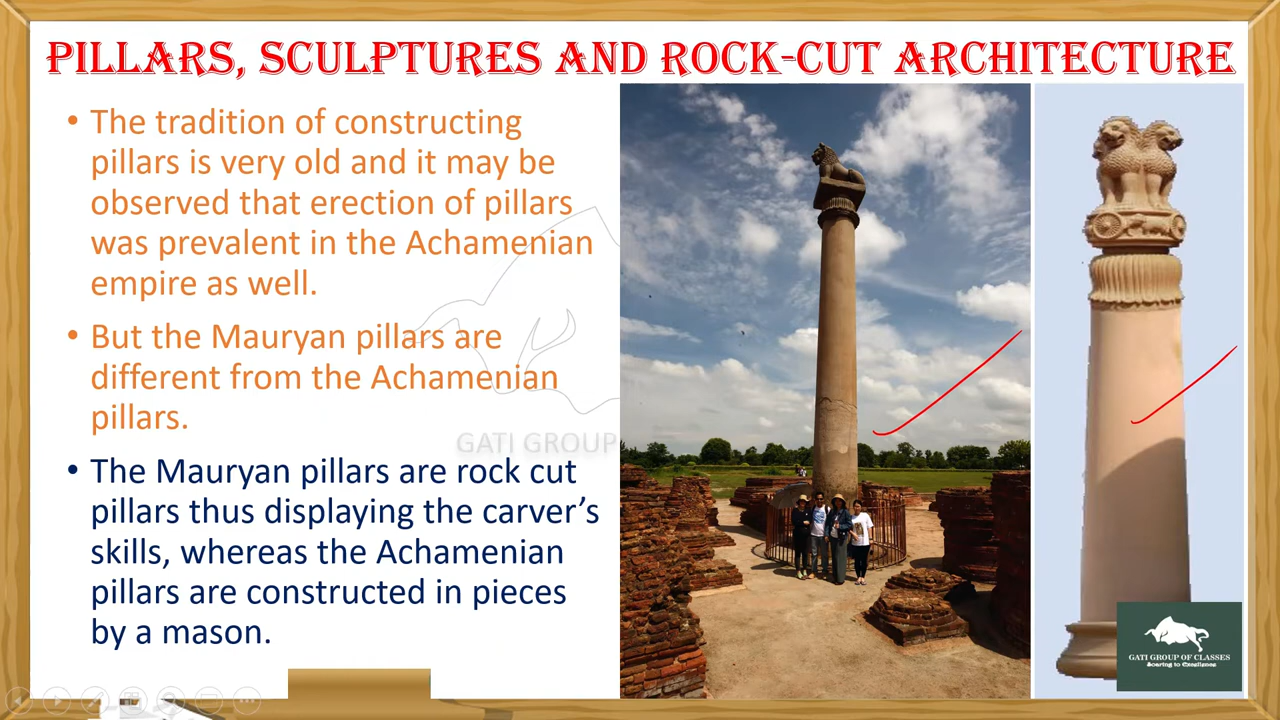 PILLARS, SCULPTURES AND ROCK-CUT ARCHITECTURE
• The tradition of constructing
pillars is very old and it may be
observed that erection of pillars
was prevalent in the Achamenian
empire as well.
• But the Mauryan pillars are
different from the Achamenian
pillars.
• The Mauryan pillars are rock cut
pillars thus displaying the carver’s
skills, whereas the Achamenian
pillars are constructed in pieces
by a mason.
GATI GROUP
GATI GROUP OF CLASSES
Soaring to Excellence